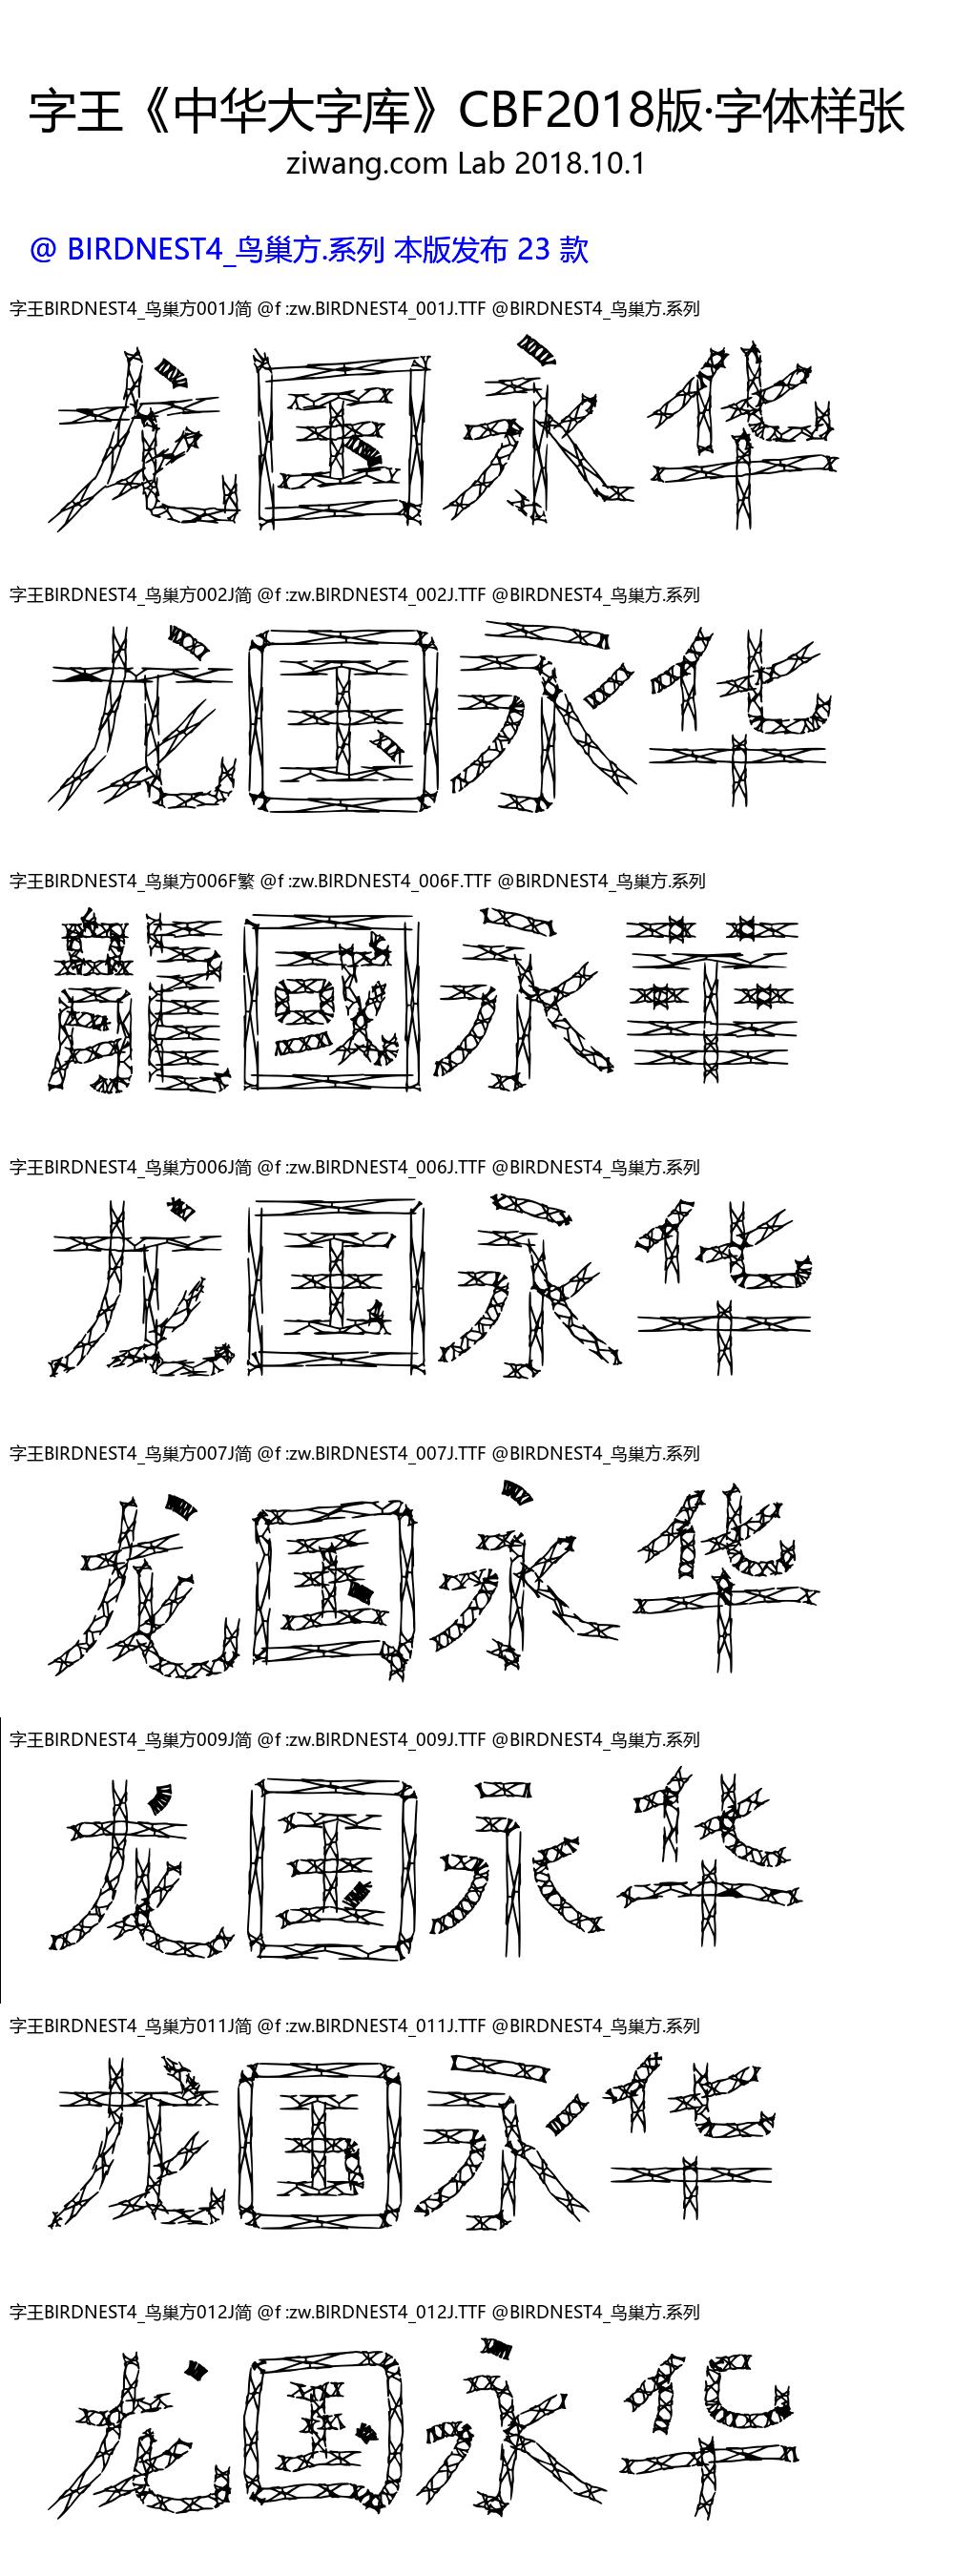 字王《中华大字库》CBF2018版·字体样张
ziwang.com Lab 2018.10.1
@ BIRDNEST4_鸟巢方.系列 本版发布 23 款
字王BIRDNEST4_鸟巢方001J简 @f :zw.BIRDNEST4_001J.TTF @BIRDNEST4_鸟巢方.系列
龙国永华
字王BIRDNEST4_鸟巢方002J简 @f :zw.BIRDNEST4_002J.TTF @BIRDNEST4_鸟巢方.系列
龙国永华
字王BIRDNEST4_鸟巢方006F繁 @f :zw.BIRDNEST4_006F.TTF @BIRDNEST4_鸟巢方.系列
龍國永華
字王BIRDNEST4_鸟巢方006J简 @f :zw.BIRDNEST4_006J.TTF @BIRDNEST4_鸟巢方.系列
龙国永华
字王BIRDNEST4_鸟巢方007J简 @f :zw.BIRDNEST4_007J.TTF @BIRDNEST4_鸟巢方.系列
龙国永华
字王BIRDNEST4_鸟巢方009J简 @f :zw.BIRDNEST4_009J.TTF @BIRDNEST4_鸟巢方.系列
龙国永华
字王BIRDNEST4_鸟巢方011J简 @f :zw.BIRDNEST4_011J.TTF @BIRDNEST4_鸟巢方.系列
龙国永华
字王BIRDNEST4_鸟巢方012J简 @f :zw.BIRDNEST4_012J.TTF @BIRDNEST4_鸟巢方.系列
龙国永华